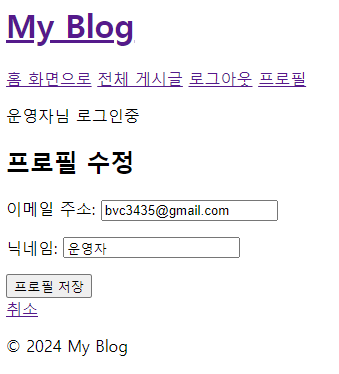 My Blog
홈 화면으로 전체 게시글 로그아웃 프로필
운영자님 로그인중
프로필 수정
이메일 주소: bvc3435@gmail.com
닉네임: 운영자
프로필 저장
취소
© 2024 My Blog